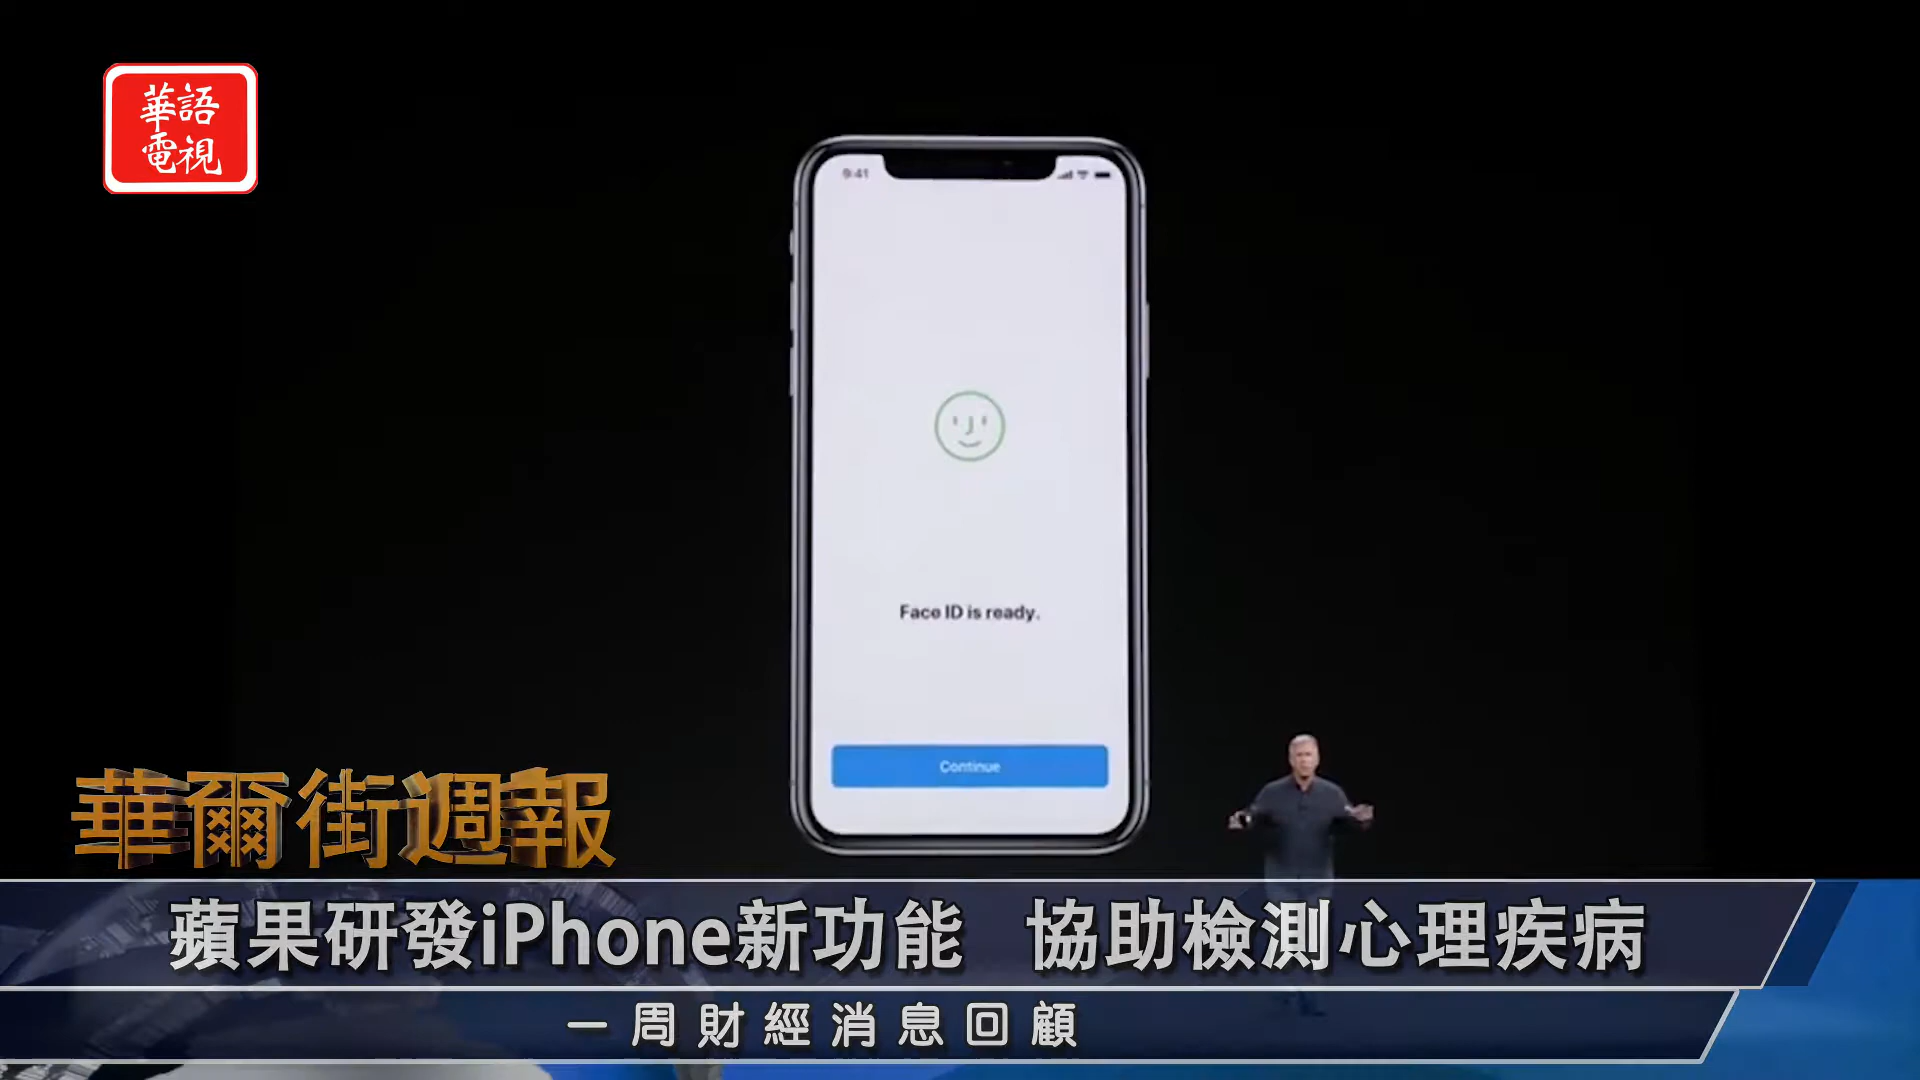 華語
電視
9:41
Face ID is ready.
Continue
華爾街週報
蘋果研發iPhone新功能 協助檢測心理疾病
一周財經消息回顧